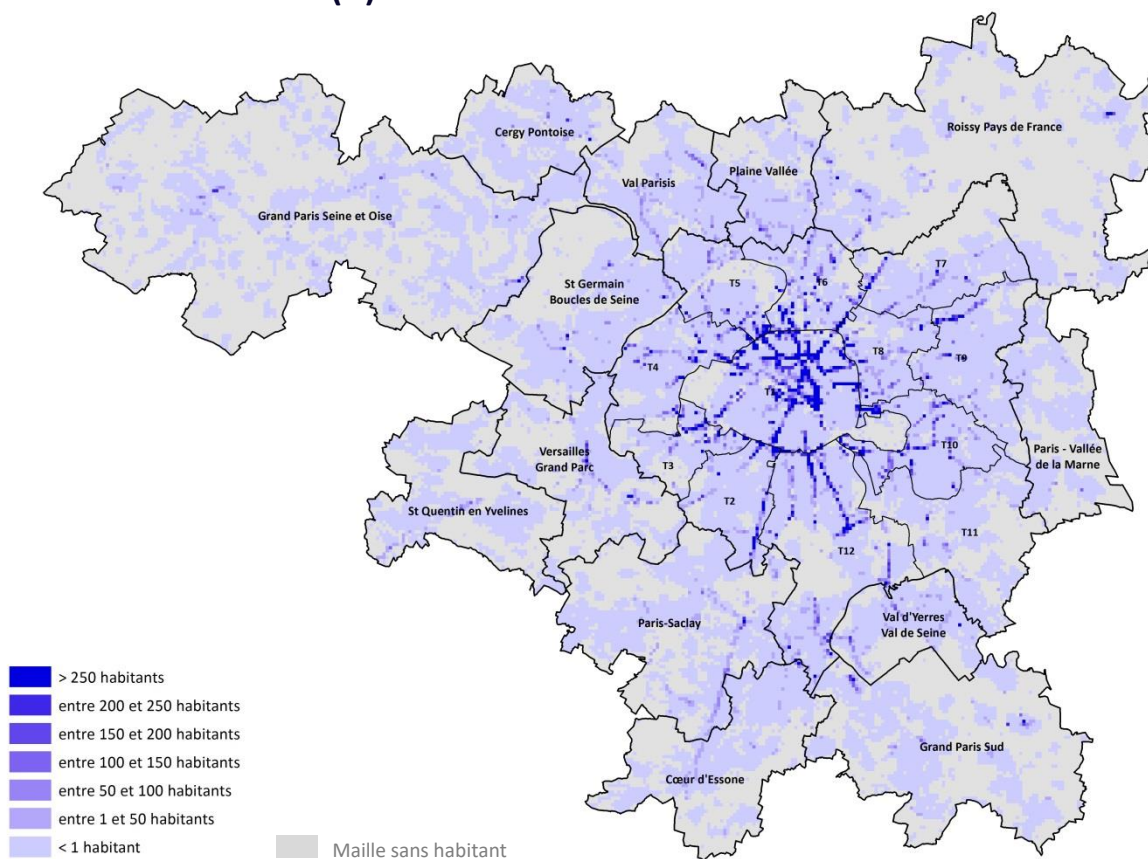 Cergy Pontoise
Roissy Pays de France
Val Parisis
Plaine Vallée
Grand Paris Seine et Oise
T7
St Germain
Boucles de Seine
T5
T6
T8
T9
T4
T10
Paris - Vallée
de la Marne
Versailles
Grand Parc
T3
T2
St Quentin en Yvelines
T11
T12
Val d'Yerres
Val de Seine
Paris-Saclay
Grand Paris Sud
Cœur d'Essone
> 250 habitants
entre 200 et 250 habitants
entre 150 et 200 habitants
entre 100 et 150 habitants
entre 50 et 100 habitants
entre 1 et 50 habitants
< 1 habitant
Maille sans habitant